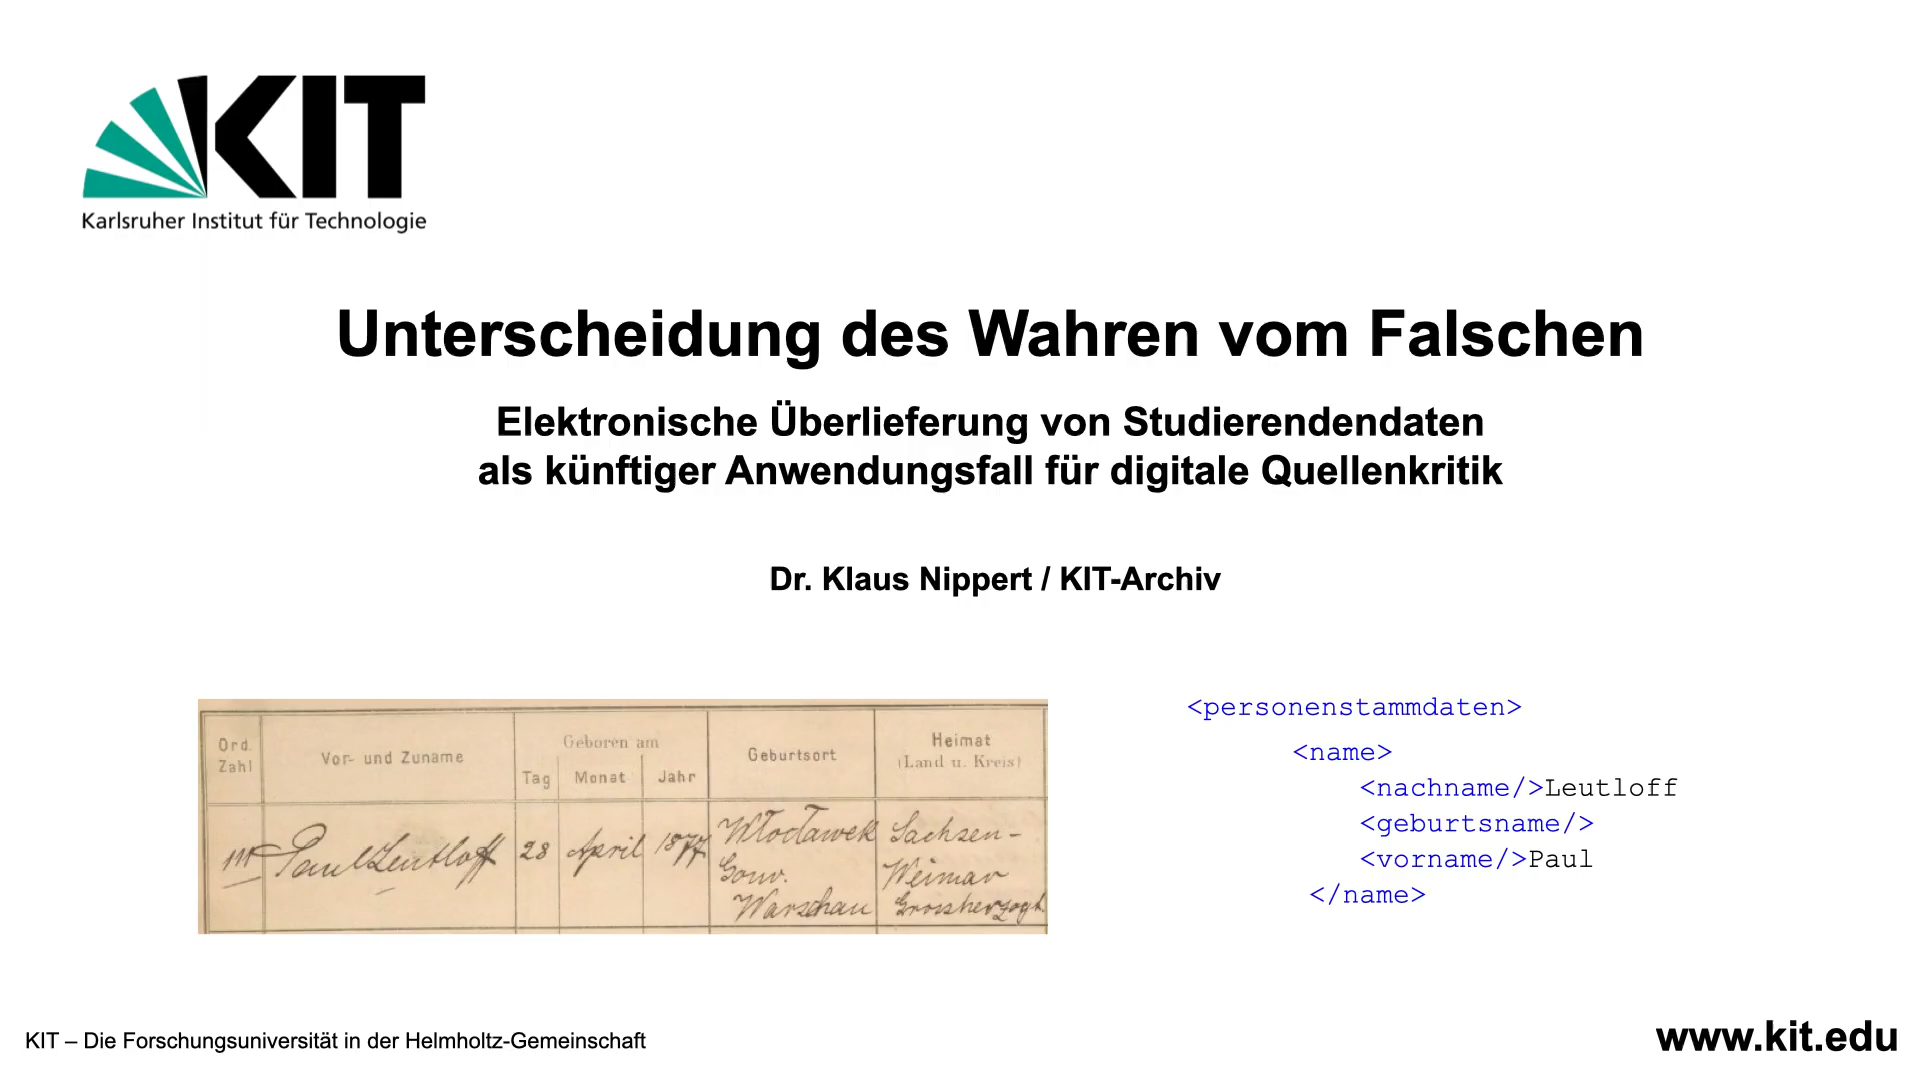 KIT
Karlsruher Institut für Technologie
Unterscheidung des Wahren vom Falschen
Elektronische Überlieferung von Studierendendaten
als künftiger Anwendungsfall für digitale Quellenkritik
Dr. Klaus Nippert / KIT-Archiv
Ord. Zahl
Vor- und Zuname
Geboren am
Tag Monat Jahr
Geburtsort
Heimat
(Land u. Kreis)
Paul Leutloff 28 April 1877
Włocławek
Gouv.
Warschau
Sachsen-
Weimar
Grossherzogt.
<personenstammdaten>
<name>
<nachname/>Leutloff
<geburtsname/>
<vorname/>Paul
</name>
KIT – Die Forschungsuniversität in der Helmholtz-Gemeinschaft
www.kit.edu